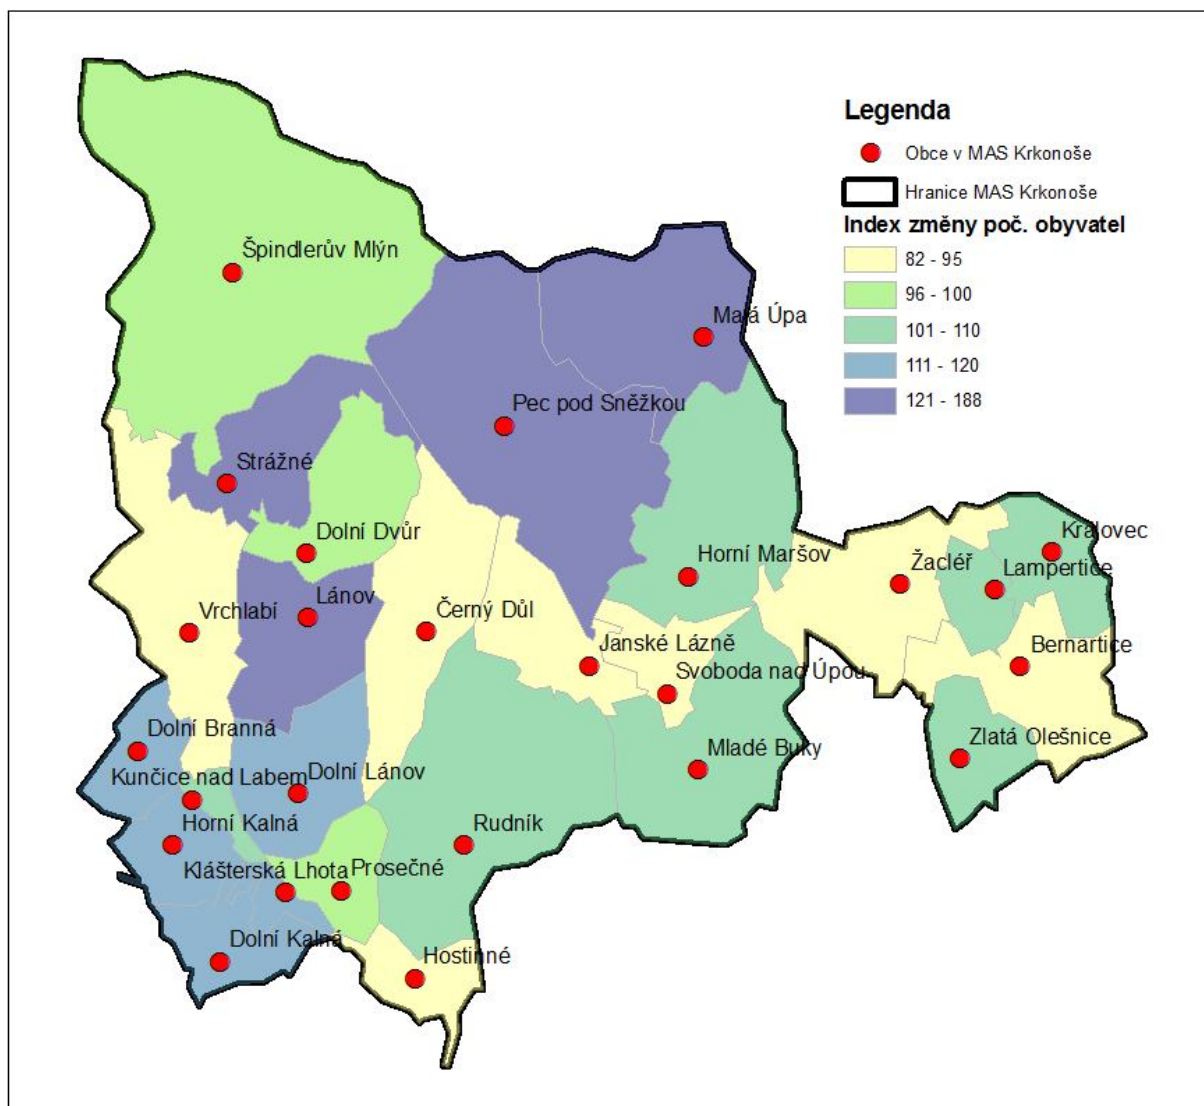 Legenda
Obce v MAS Krkonoše
Hranice MAS Krkonoše
Index změny poč. obyvatel
82 - 95
96 - 100
101 - 110
111 - 120
121 - 188
Špindlerův Mlýn
Malá Úpa
Pec pod Sněžkou
Strážné
Dolní Dvůr
Královec
Horní Maršov
Žacléř
Lampertice
Lánov
Vrchlabí
Černý Důl
Janské Lázně
Bernartice
Svoboda nad Úpou
Dolní Branná
Mladé Buky
Zlatá Olešnice
Kunčice nad Labem
Dolní Lánov
Horní Kalná
Rudník
Klášterská Lhota
Prosečné
Dolní Kalná
Hostinné